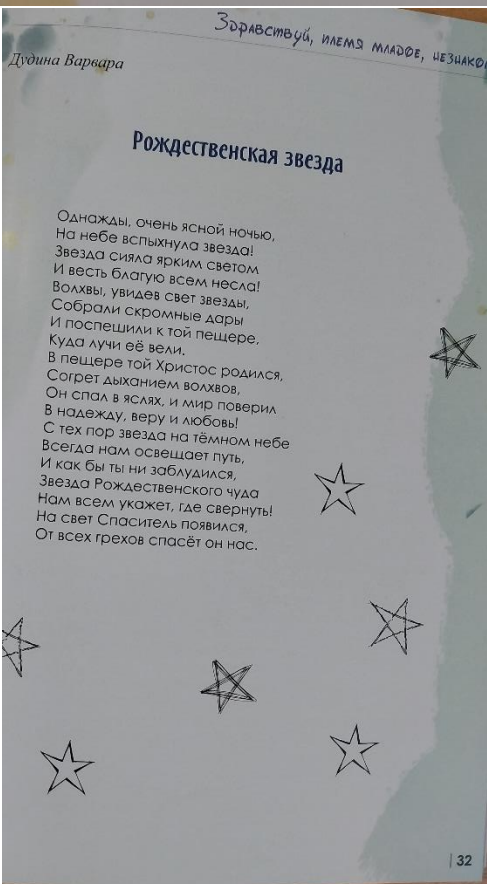 Здравствуй, племя младое,
Дудина Варвара
Рождественская звезда
Однажды, очень ясной ночью,
На небе вспыхнула звезда!
Звезда сияла ярким светом
И весть благую всем несла!
Волхвы, увидев свет звезды,
Собрали скромные дары
И поспешили к той пещере,
Куда лучи её вели.
В пещере той Христос родился,
Согрет дыханием волхвов,
Он спал в яслях, и мир поверил
В надежду, веру и любовь!
С тех пор звезда на тёмном небе
Всегда нам освещает путь,
И как бы ты ни заблудился,
Звезда Рождественского чуда
Нам всем укажет, где свернуть!
На свет Спаситель появился,
От всех грехов спасёт он нас.
| 32